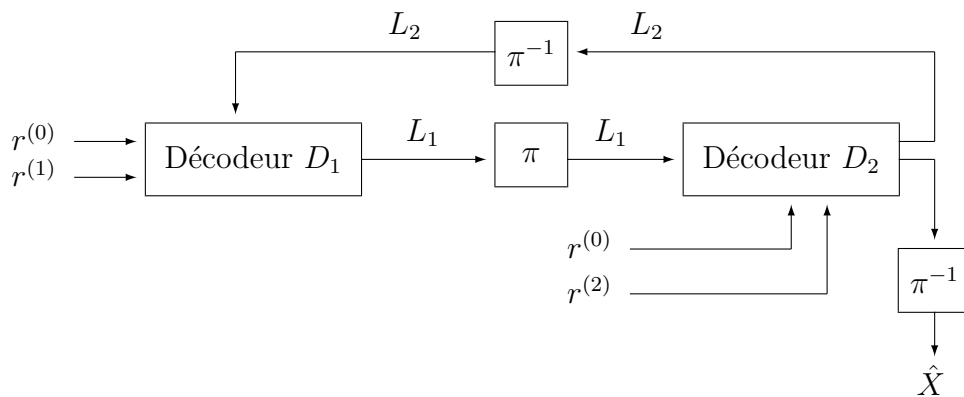 L₂ π⁻¹ L₂
r⁽⁰⁾
r⁽¹⁾
Décodeur D₁ L₁ π L₁ Décodeur D₂
r⁽⁰⁾
r⁽²⁾
π⁻¹
X̂